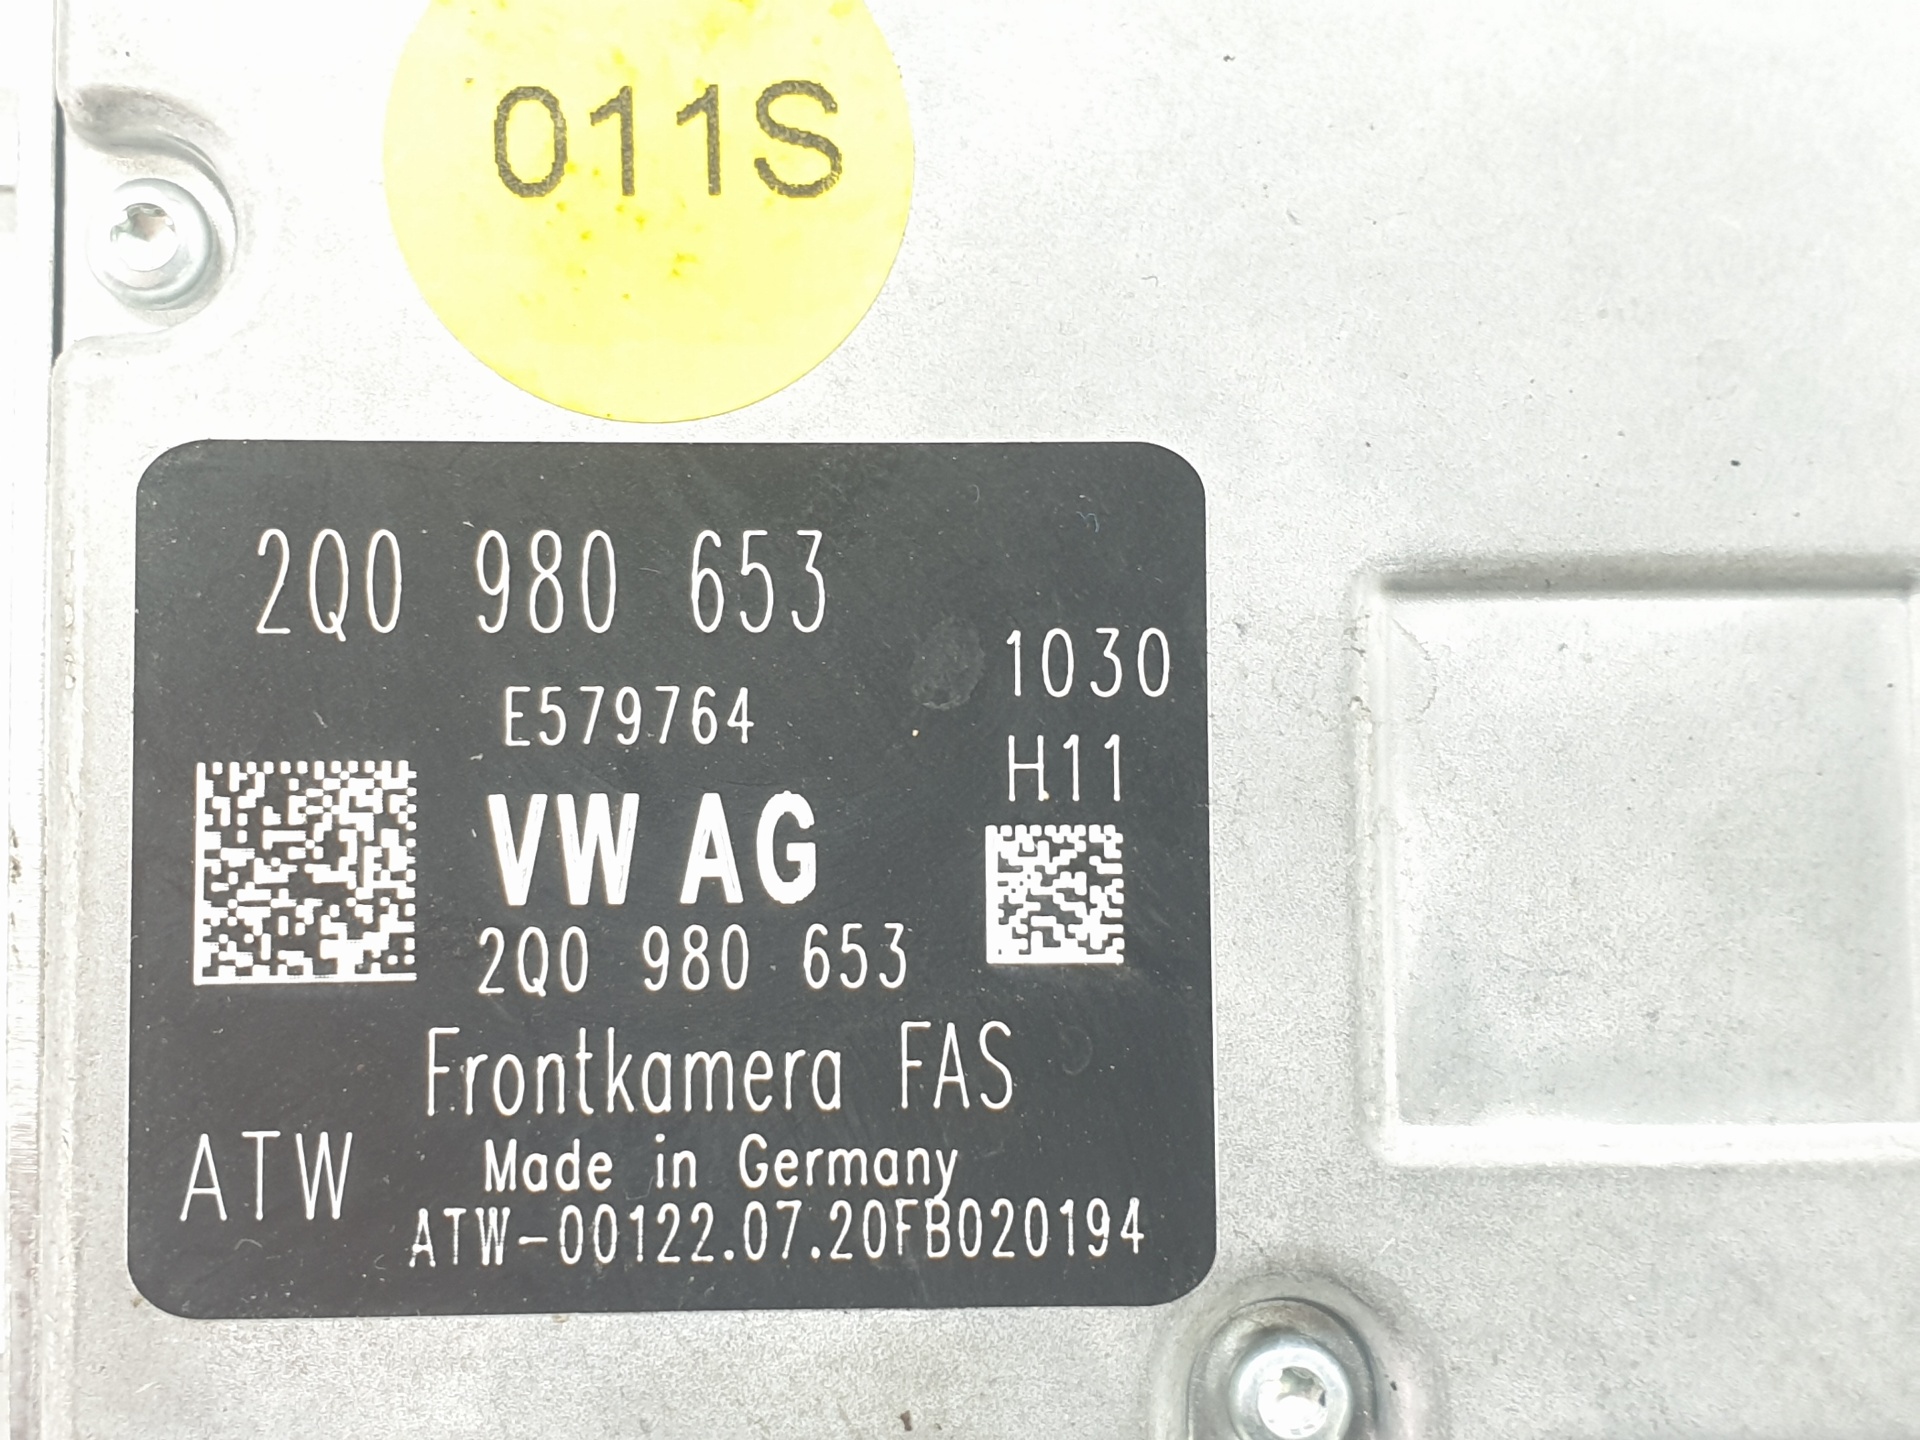 011S
2Q0 980 653
1030
E579764
H11
VW AG
2Q0 980 653
Frontkamera FAS
ATW
Made in Germany
ATW-00122.07.20FB020194